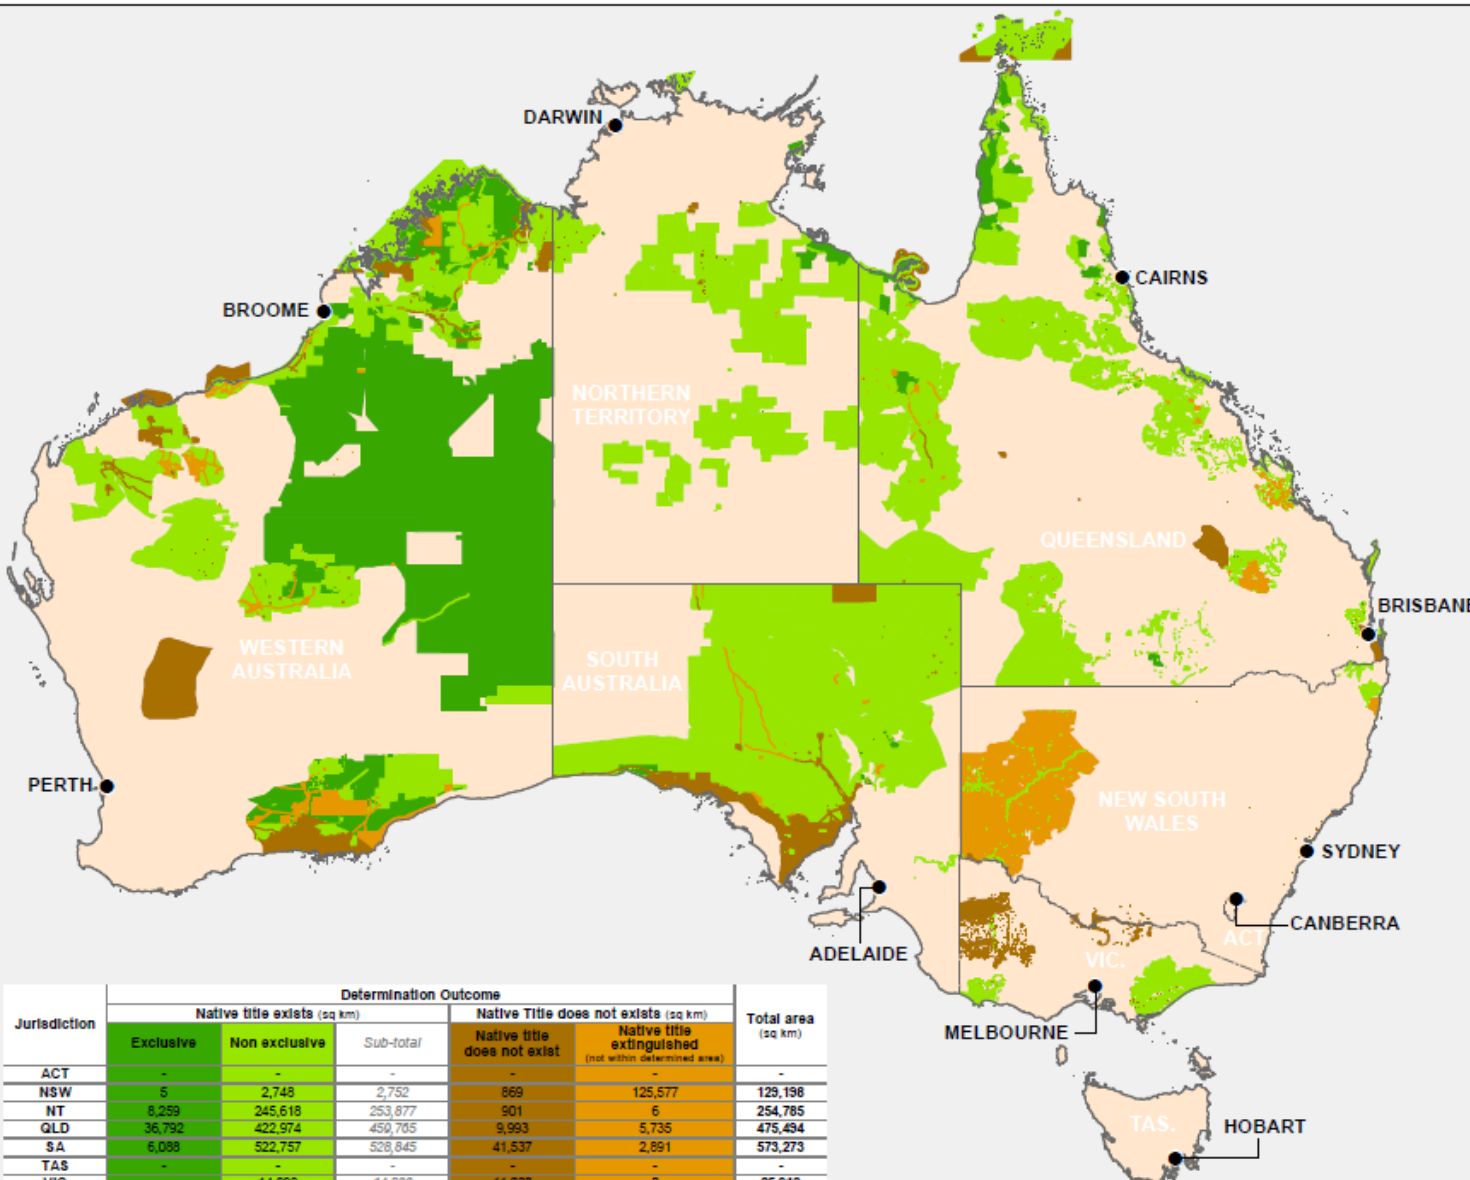 DARWIN
CAIRNS
BROOME
NORTHERN
TERRITORY
QUEENSLAND
BRISBANE
WESTERN
AUSTRALIA
SOUTH
AUSTRALIA
PERTH
NEW SOUTH
WALES
SYDNEY
CANBERRA
ACT
ADELAIDE
VIC.
MELBOURNE
TAS.
HOBART
Determination Outcome
Jurisdiction Native title exists (sq km) Native Title does not exists (sq km) Total area
(sq km)
Exclusive Non exclusive Sub-total Native title
does not exist Native title
extinguished
(not within determined area)
ACT - - - - - -
NSW 5 2,748 2,752 869 125,577 129,198
NT 8,259 245,618 253,877 901 6 254,785
QLD 36,792 422,974 459,765 9,993 5,735 475,494
SA 6,088 522,757 528,845 41,537 2,891 573,273
TAS - - - - - -